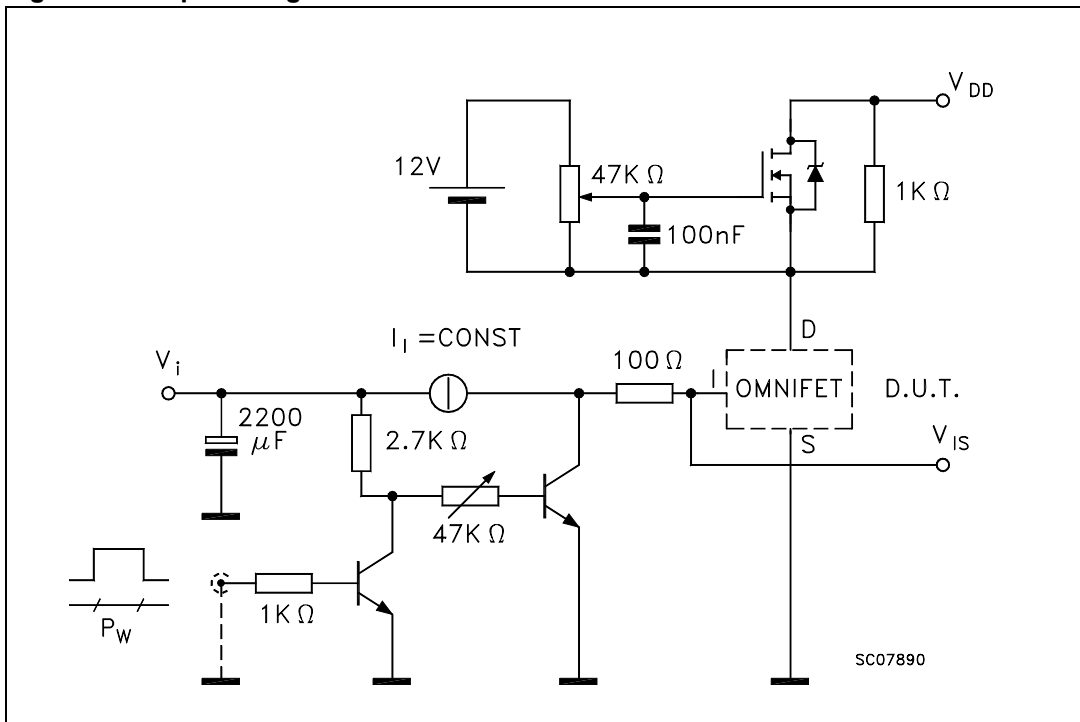 V DD
12V
47K Ω
1K Ω
100nF
I I =CONST
D
V i
100 Ω
I
OMNIFET
D.U.T.
2200
μF
2.7K Ω
S
V IS
47K Ω
1K Ω
P W
SC07890